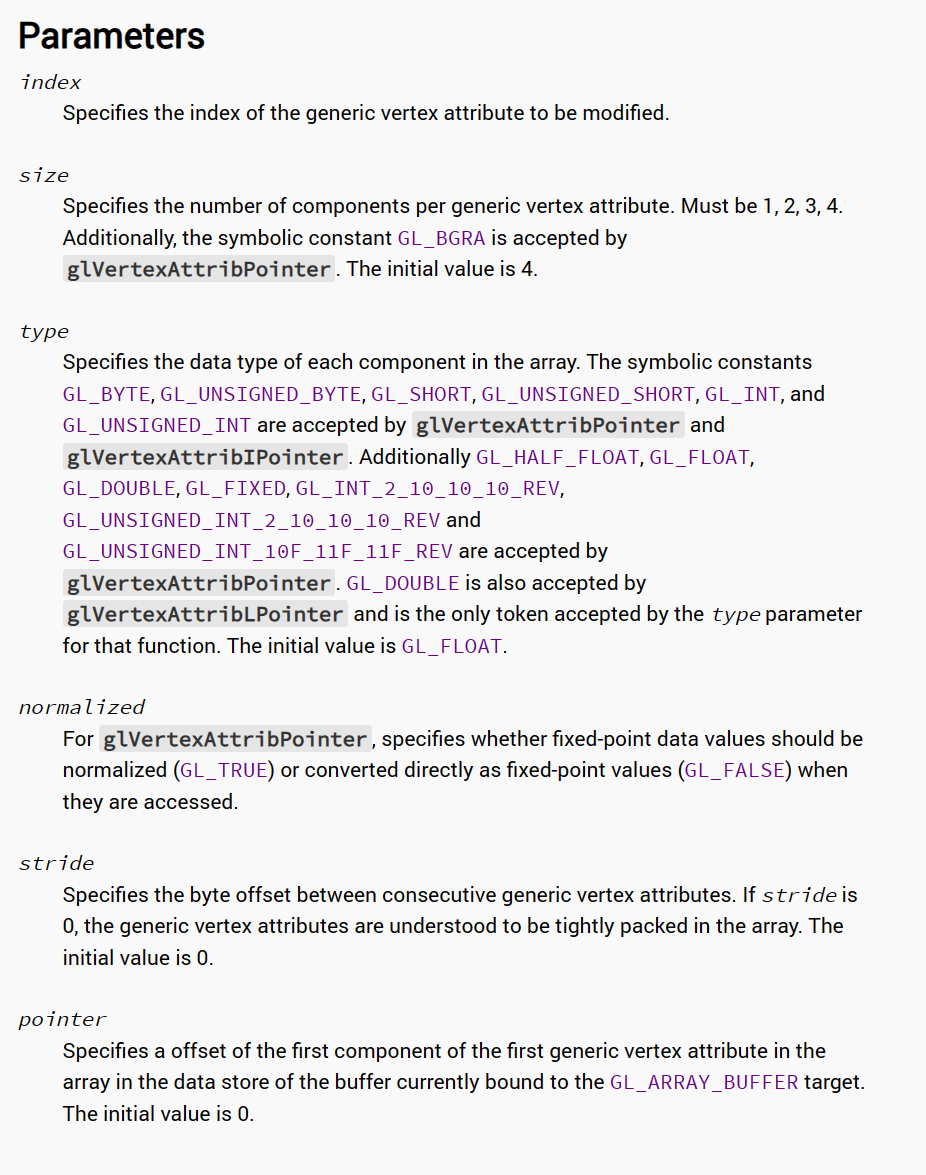 Parameters
index
Specifies the index of the generic vertex attribute to be modified.
size
Specifies the number of components per generic vertex attribute. Must be 1, 2, 3, 4.
Additionally, the symbolic constant GL_BGRA is accepted by
glVertexAttribPointer. The initial value is 4.
type
Specifies the data type of each component in the array. The symbolic constants
GL_BYTE, GL_UNSIGNED_BYTE, GL_SHORT, GL_UNSIGNED_SHORT, GL_INT, and
GL_UNSIGNED_INT are accepted by glVertexAttribPointer and
glVertexAttribIPointer. Additionally GL_HALF_FLOAT, GL_FLOAT,
GL_DOUBLE, GL_FIXED, GL_INT_2_10_10_10_REV,
GL_UNSIGNED_INT_2_10_10_10_REV and
GL_UNSIGNED_INT_10F_11F_11F_REV are accepted by
glVertexAttribPointer. GL_DOUBLE is also accepted by
glVertexAttribLPointer and is the only token accepted by the type parameter
for that function. The initial value is GL_FLOAT.
normalized
For glVertexAttribPointer, specifies whether fixed-point data values should be
normalized (GL_TRUE) or converted directly as fixed-point values (GL_FALSE) when
they are accessed.
stride
Specifies the byte offset between consecutive generic vertex attributes. If stride is
0, the generic vertex attributes are understood to be tightly packed in the array. The
initial value is 0.
pointer
Specifies a offset of the first component of the first generic vertex attribute in the
array in the data store of the buffer currently bound to the GL_ARRAY_BUFFER target.
The initial value is 0.